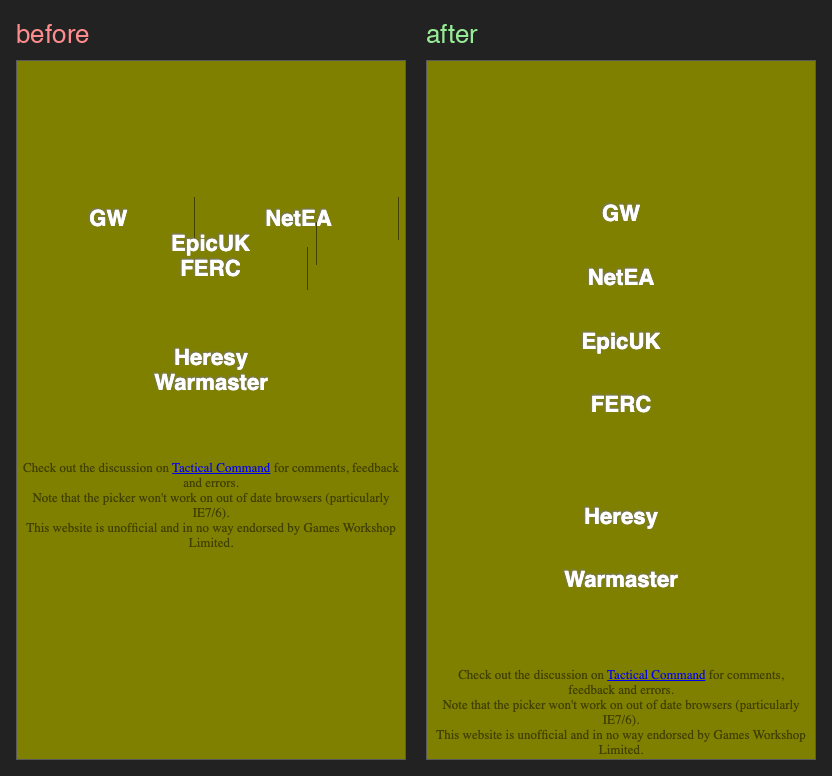 before
after
GW
NetEA
EpicUK
FERC
Heresy
Warmaster
Check out the discussion on Tactical Command for comments, feedback
and errors.
Note that the picker won't work on out of date browsers (particularly
IE7/6).
This website is unofficial and in no way endorsed by Games Workshop
Limited.
GW
NetEA
EpicUK
FERC
Heresy
Warmaster
Check out the discussion on Tactical Command for comments,
feedback and errors.
Note that the picker won't work on out of date browsers (particularly
IE7/6).
This website is unofficial and in no way endorsed by Games Workshop
Limited.